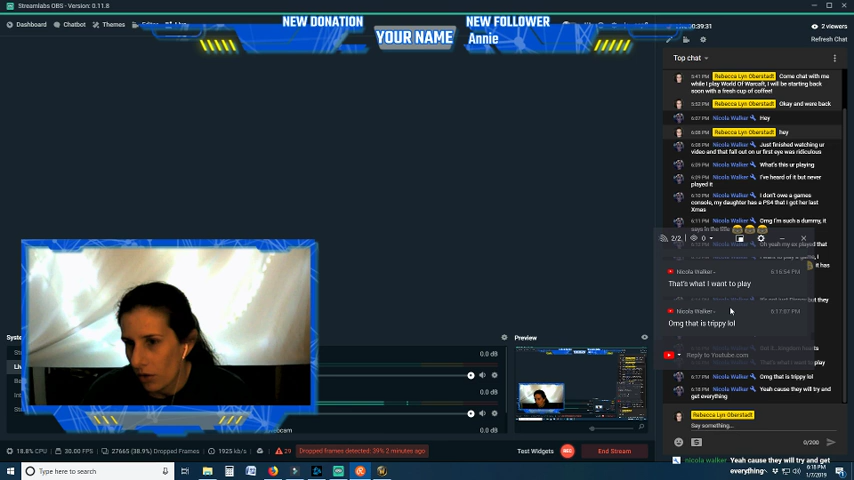 Streamlabs OBS - Version: 0.11.8
Dashboard
Chatbot
Themes
NEW DONATION
YOUR NAME
NEW FOLLOWER
Annie
:39:31
2 viewers
Refresh Chat
Top chat
5:41 PM Rebecca Lyn Oberstadt Come chat with me
while I play World Of Warcraft, I will be starting back
soon with a fresh cup of coffee!
5:52 PM Rebecca Lyn Oberstadt Okay and were back
6:07 PM Nicola Walker Hey
6:08 PM Rebecca Lyn Oberstadt hey
6:08 PM Nicola Walker Just finished watching ur
video and that fall out on ur first eye was ridiculous
6:09 PM Nicola Walker What's this ur playing
6:09 PM Nicola Walker I've heard of it but never
played it
6:10 PM Nicola Walker I don't owe a games
console, my daughter has a PS4 that I got her last
Xmas
6:11 PM Nicola Walker Omg I'm such a dummy, it
says in the title
2/2
0
Nicola Walker -
6:16:54 PM
That's what I want to play
Nicola Walker -
6:17:07 PM
Omg that is trippy lol
Reply to Youtube.com
6:17 PM Nicola Walker Omg that is trippy lol
6:18 PM Nicola Walker Yeah cause they will try and
get everything
Rebecca Lyn Oberstadt
Say something...
0/200
Preview
0.0 dB
0.0 dB
0.0 dB
18.8% CPU
30.00 FPS
27665 (38.9%) Dropped Frames
1925 kb/s
29
Dropped frames detected: 39% 2 minutes ago
Test Widgets
REC
End Stream
nicola walker Yeah cause they will try and get
everything
Type here to search
6:18 PM
1/7/2019